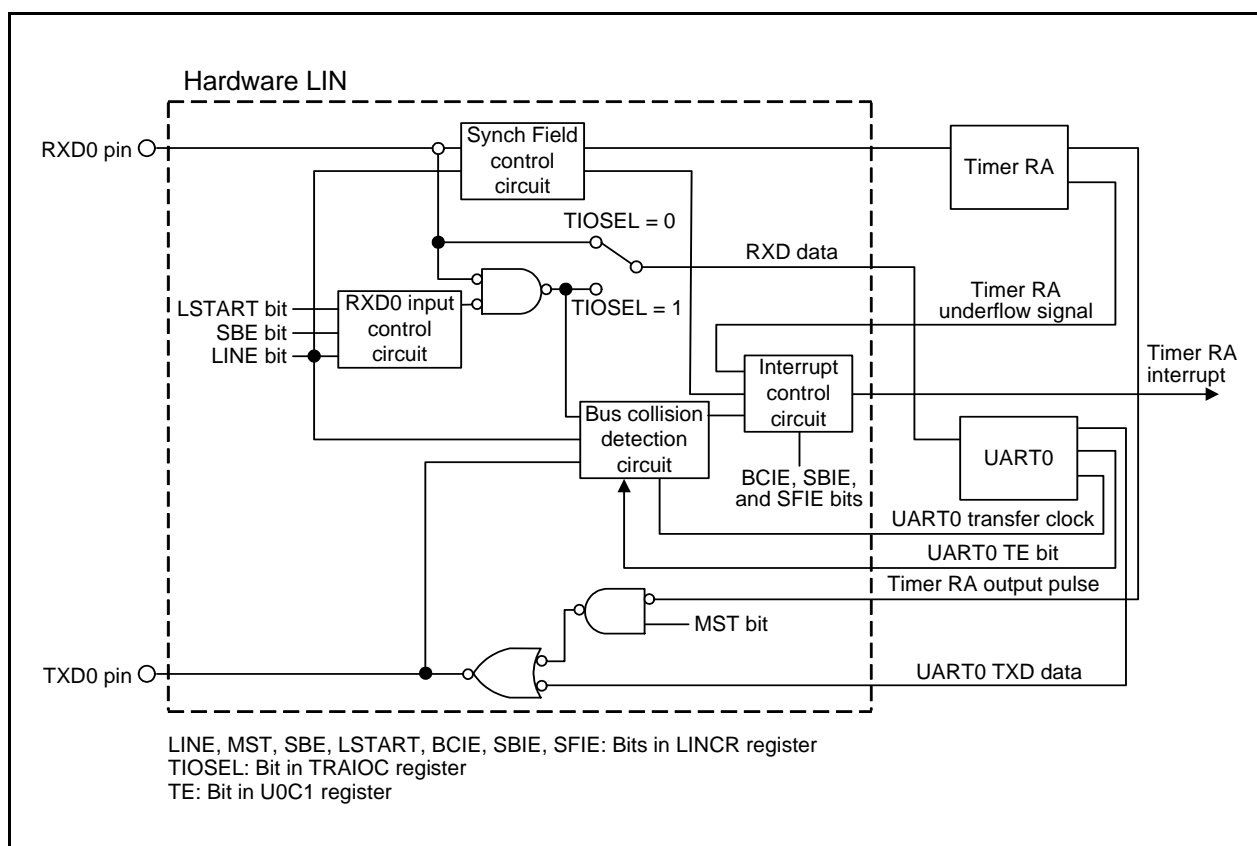 Hardware LIN
RXD0 pin
Synch Field
control
circuit
Timer RA
TIOSEL = 0
RXD data
LSTART bit
SBE bit
LINE bit
RXD0 input
control
circuit
TIOSEL = 1
Timer RA
underflow signal
Timer RA
interrupt
Interrupt
control
circuit
Bus collision
detection
circuit
BCIE, SBIE,
and SFIE bits
UART0
UART0 transfer clock
UART0 TE bit
Timer RA output pulse
MST bit
TXD0 pin
UART0 TXD data
LINE, MST, SBE, LSTART, BCIE, SBIE, SFIE: Bits in LINCR register
TIOSEL: Bit in TRAIOC register
TE: Bit in U0C1 register